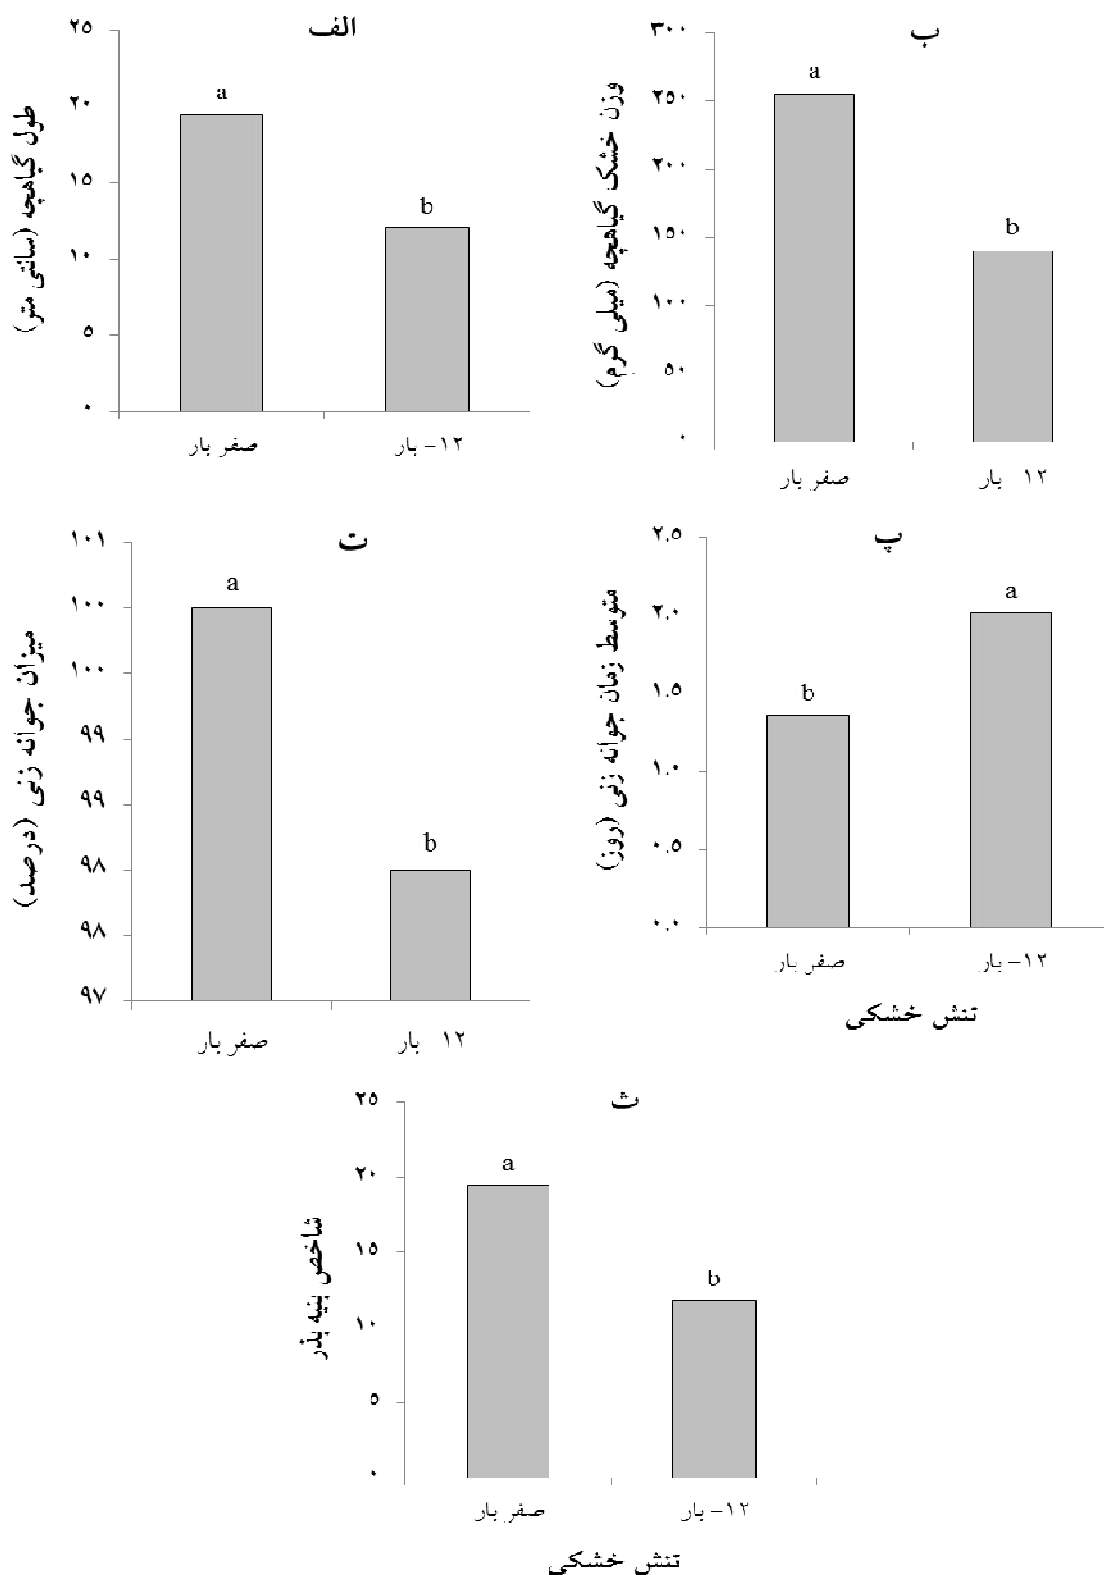 الف
طول گیاهچه (سانتی متر)
۲۵
۲۰
۱۵
۱۰
۵
۰
a
b
صفر بار
۱۲- بار
ب
وزن خشک گیاهچه (میلی گرم)
۳۰۰
۲۵۰
۲۰۰
۱۵۰
۱۰۰
۵۰
۰
a
b
صفر بار
۱۲ بار
ت
میزان جوانه زنی (درصد)
۱۰۱
۱۰۰
۱۰۰
۹۹
۹۹
۹۸
۹۸
۹۷
a
b
صفر بار
۱۲ بار
پ
متوسط زمان جوانه زنی (روز)
۲.۵
۲.۰
۱.۵
۱.۰
۰.۵
۰.۰
b
a
صفر بار
۱۲- بار
تنش خشکی
ث
شاخص بنیه بذر
۲۵
۲۰
۱۵
۱۰
۵
۰
a
b
صفر بار
۱۲- بار
تنش خشکی